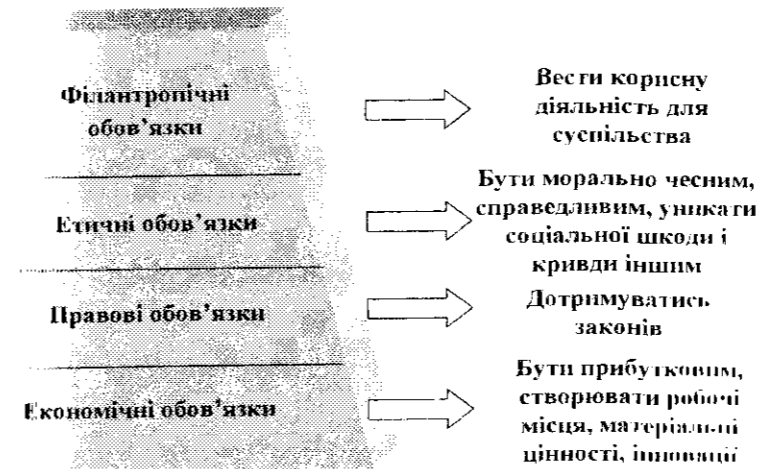 Філантропічні
обов’язки
Вести корисну
діяльність для
суспільства
Етичні обов’язки
Бути морально чесним,
справедливим, уникати
соціальної шкоди і
кривди іншим
Правові обов’язки
Дотримуватись
законів
Економічні обов’язки
Бути прибутковим,
створювати робочі
місця, матеріальні
цінності, інновації